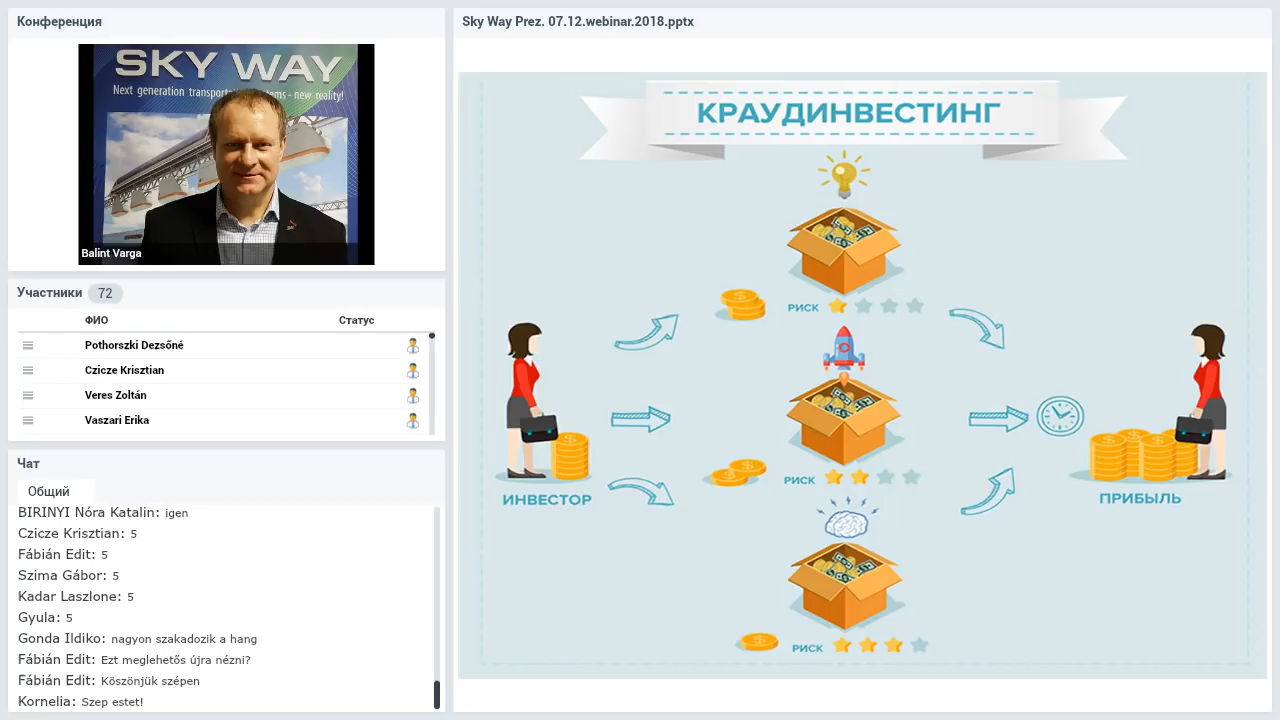 Конференция
SKY WAY
Next generation transportation systems - new reality!
Balint Varga
Участники 72
ФИО Статус
Pothorszki Dezsőné
Czicze Krisztian
Veres Zoltán
Vaszari Erika
Чат
Общий
BIRINYI Nóra Katalin: igen
Czicze Krisztian: 5
Fábián Edit: 5
Szima Gábor: 5
Kadar Laszlone: 5
Gyula: 5
Gonda Ildiko: nagyon szakadozik a hang
Fábián Edit: Ezt meglehetős újra nézni?
Fábián Edit: Köszönjük szépen
Kornelia: Szep estet!
Sky Way Prez. 07.12.webinar.2018.pptx
КРАУДИНВЕСТИНГ
РИСК
РИСК
ИНВЕСТОР
ПРИБЫЛЬ
РИСК